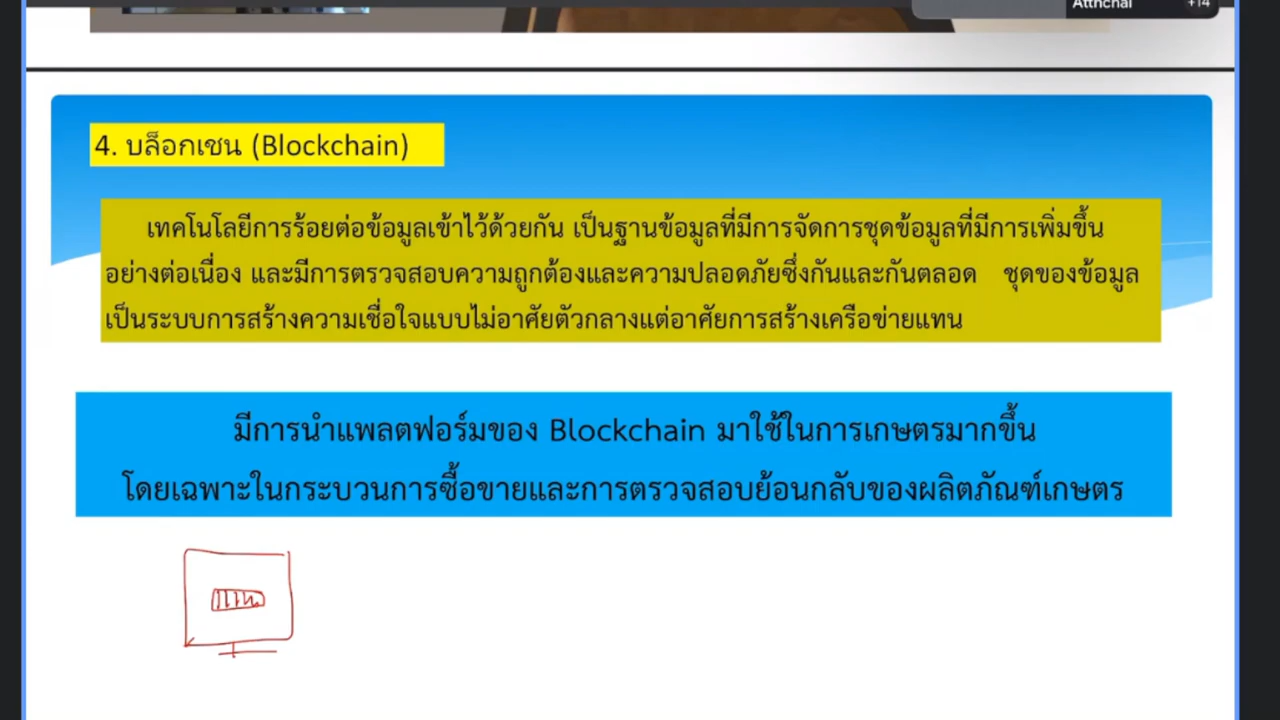 Atthchai
+14
4. บล็อกเชน (Blockchain)
เทคโนโลยีการร้อยต่อข้อมูลเข้าไว้ด้วยกัน เป็นฐานข้อมูลที่มีการจัดการชุดข้อมูลที่มีการเพิ่มขึ้น
อย่างต่อเนื่อง และมีการตรวจสอบความถูกต้องและความปลอดภัยซึ่งกันและกันตลอด ชุดของข้อมูล
เป็นระบบการสร้างความเชื่อใจแบบไม่อาศัยตัวกลางแต่อาศัยการสร้างเครือข่ายแทน
มีการนำแพลตฟอร์มของ Blockchain มาใช้ในการเกษตรมากขึ้น
โดยเฉพาะในกระบวนการซื้อขายและการตรวจสอบย้อนกลับของผลิตภัณฑ์เกษตร